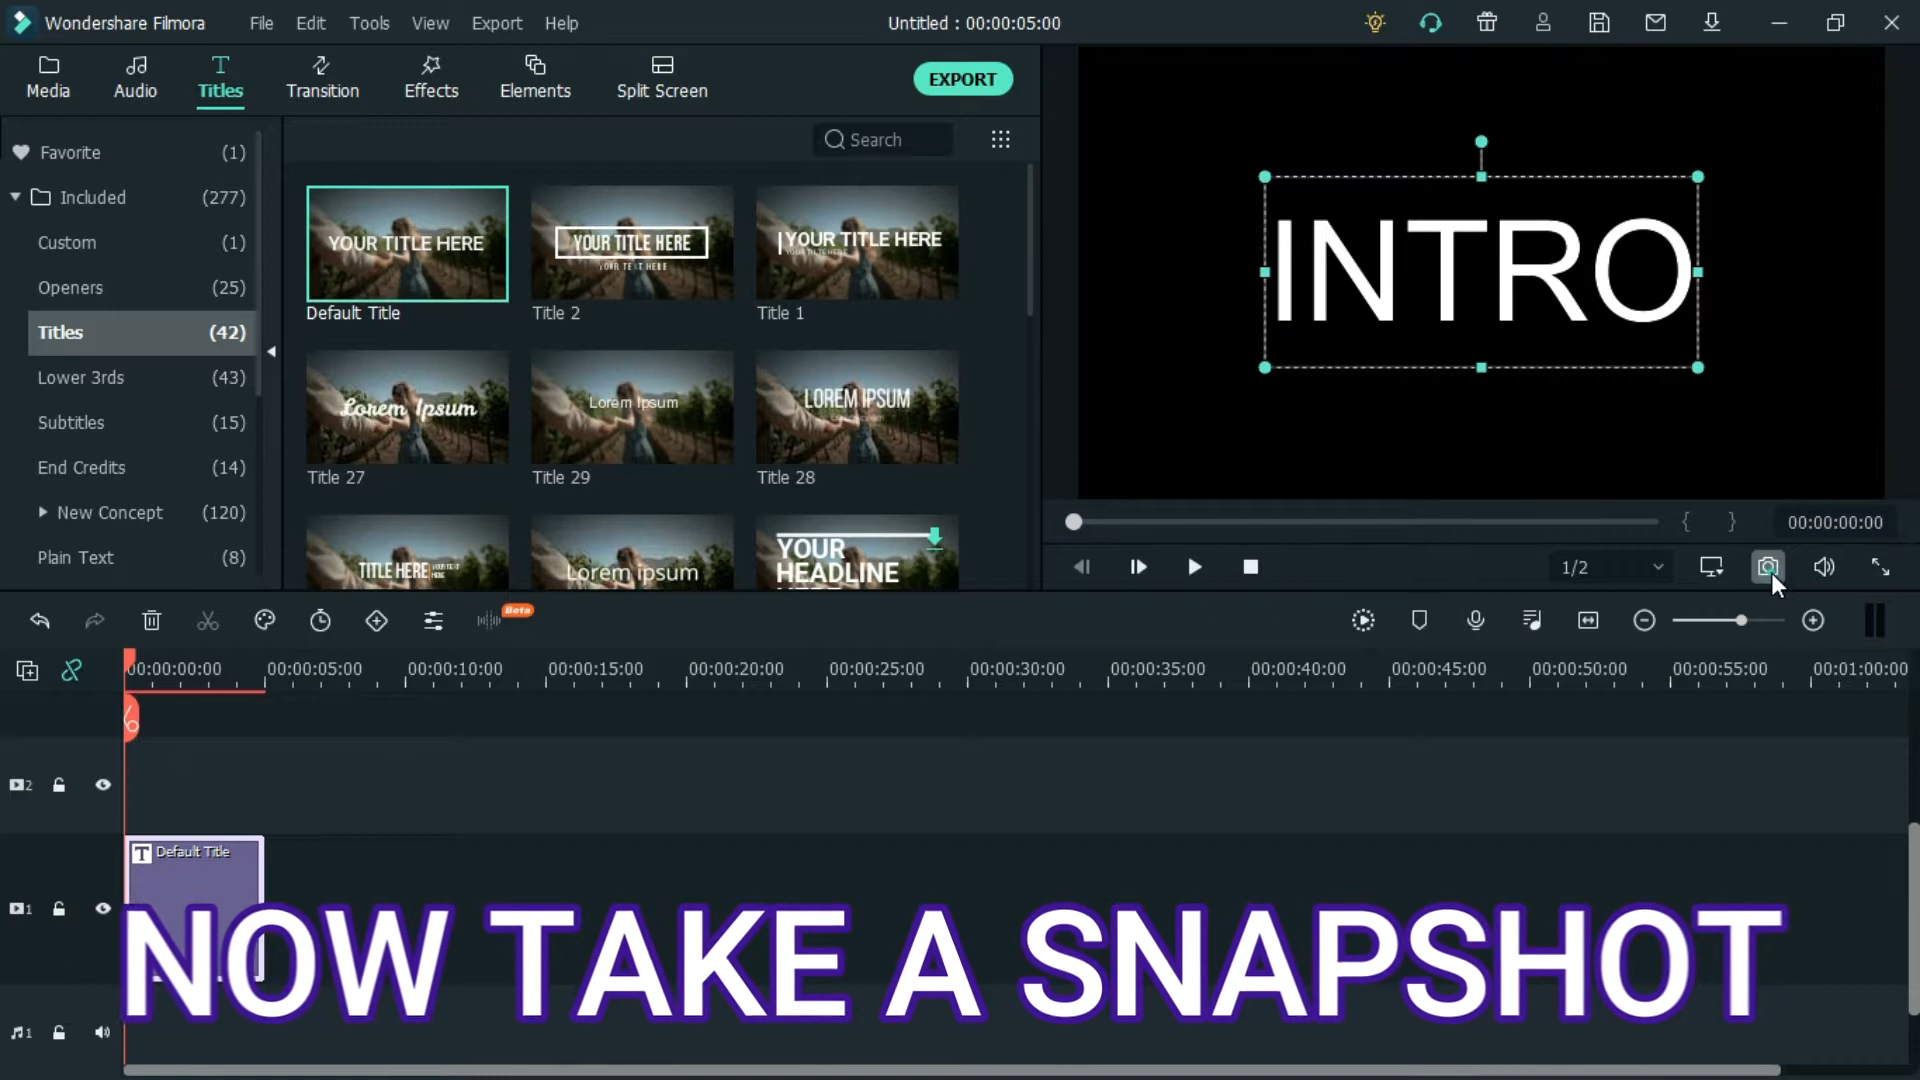 Wondershare Filmora
File Edit Tools View Export Help
Untitled : 00:00:05:00
Media
Audio
Titles
Transition
Effects
Elements
Split Screen
EXPORT
Favorite (1)
Included (277)
Custom (1)
Openers (25)
Titles (42)
Lower 3rds (43)
Subtitles (15)
End Credits (14)
New Concept (120)
Plain Text (8)
Search
YOUR TITLE HERE
Default Title
YOUR TITLE HERE
YOUR TEXT HERE
Title 2
YOUR TITLE HERE
Title 1
Lorem Ipsum
Title 27
Lorem Ipsum
Title 29
LOREM IPSUM
Title 28
TITLE HERE
Lorem ipsum
YOUR
HEADLINE
INTRO
00:00:00:00
1/2
Beta
00:00:00:00 00:00:05:00 00:00:10:00 00:00:15:00 00:00:20:00 00:00:25:00 00:00:30:00 00:00:35:00 00:00:40:00 00:00:45:00 00:00:50:00 00:00:55:00 00:01:00:00
2
T Default Title
1
NOW TAKE A SNAPSHOT
1